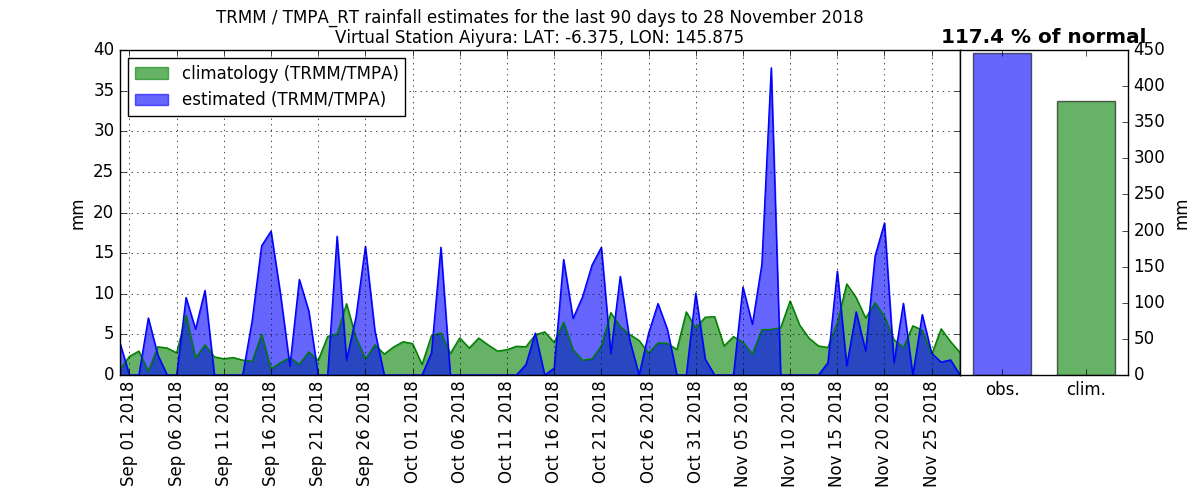 TRMM / TMPA_RT rainfall estimates for the last 90 days to 28 November 2018
Virtual Station Aiyura: LAT: -6.375, LON: 145.875
117.4 % of normal
climatology (TRMM/TMPA)
estimated (TRMM/TMPA)
mm
40
35
30
25
20
15
10
5
0
Sep 01 2018
Sep 06 2018
Sep 11 2018
Sep 16 2018
Sep 21 2018
Sep 26 2018
Oct 01 2018
Oct 06 2018
Oct 11 2018
Oct 16 2018
Oct 21 2018
Oct 26 2018
Oct 31 2018
Nov 05 2018
Nov 10 2018
Nov 15 2018
Nov 20 2018
Nov 25 2018
obs.
clim.
450
400
350
300
250
200
150
100
50
0
mm